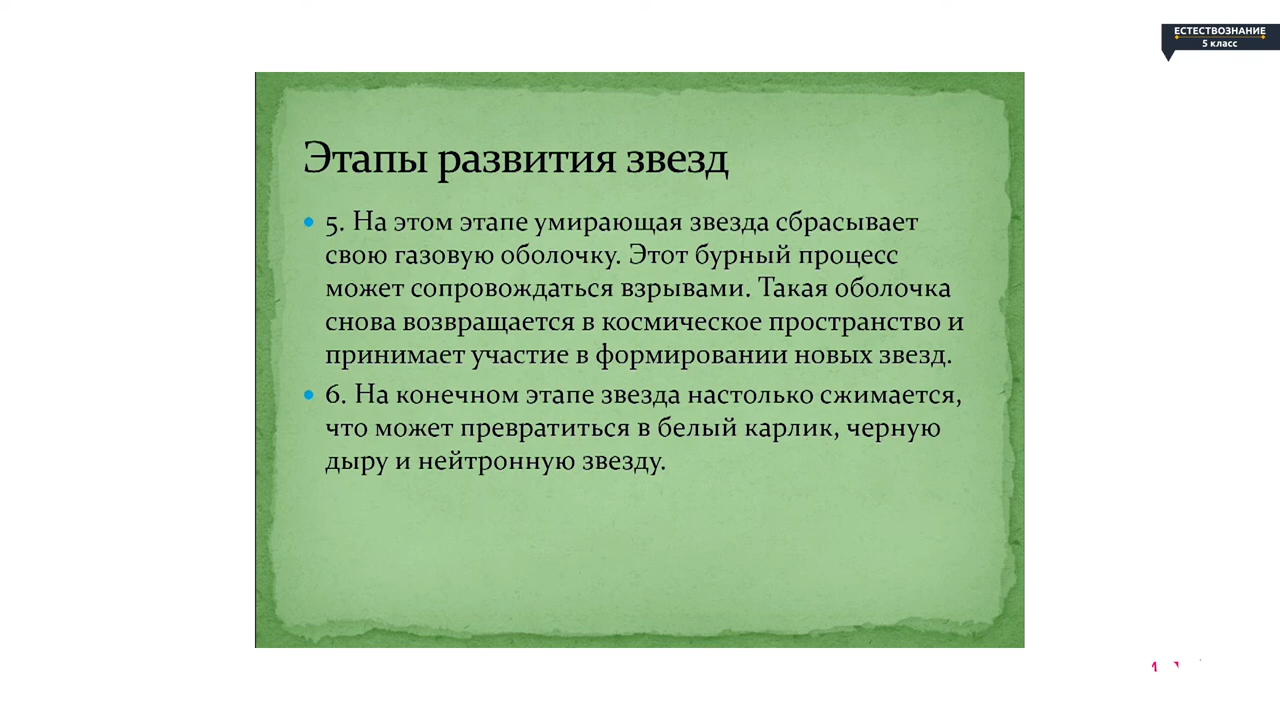 ЕСТЕСТВОЗНАНИЕ
5 класс
Этапы развития звезд
5. На этом этапе умирающая звезда сбрасывает
свою газовую оболочку. Этот бурный процесс
может сопровождаться взрывами. Такая оболочка
снова возвращается в космическое пространство и
принимает участие в формировании новых звезд.
6. На конечном этапе звезда настолько сжимается,
что может превратиться в белый карлик, черную
дыру и нейтронную звезду.